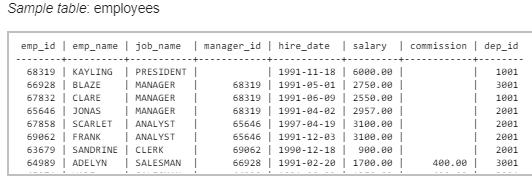 Sample table: employees
emp_id | emp_name | job_name | manager_id | hire_date | salary | commission | dep_id
--------+----------+-----------+------------+------------+---------+------------+--------
68319 | KAYLING | PRESIDENT | | 1991-11-18 | 6000.00 | | 1001
66928 | BLAZE | MANAGER | 68319 | 1991-05-01 | 2750.00 | | 3001
67832 | CLARE | MANAGER | 68319 | 1991-06-09 | 2550.00 | | 1001
65646 | JONAS | MANAGER | 68319 | 1991-04-02 | 2957.00 | | 2001
67858 | SCARLET | ANALYST | 65646 | 1997-04-19 | 3100.00 | | 2001
69062 | FRANK | ANALYST | 65646 | 1991-12-03 | 3100.00 | | 2001
63679 | SANDRINE | CLERK | 69062 | 1990-12-18 | 900.00 | | 2001
64989 | ADELYN | SALESMAN | 66928 | 1991-02-20 | 1700.00 | 400.00 | 3001